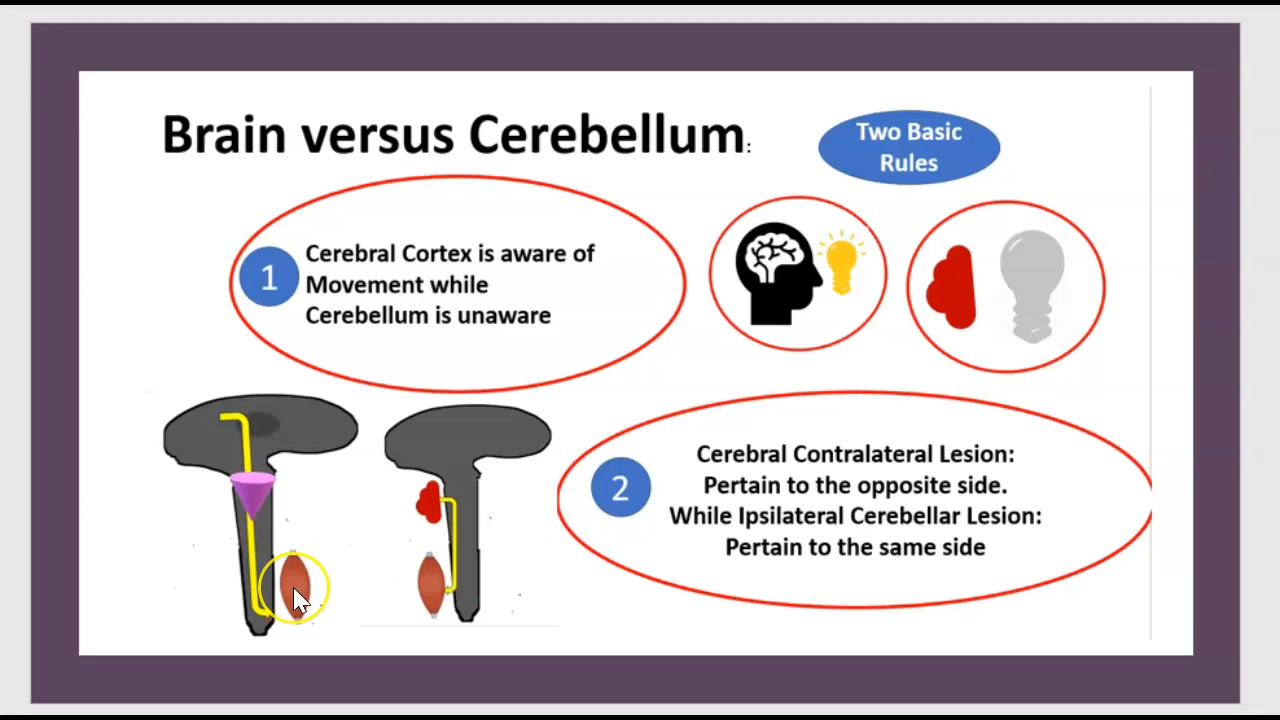 Brain versus Cerebellum:
Two Basic
Rules
1
Cerebral Cortex is aware of
Movement while
Cerebellum is unaware
2
Cerebral Contralateral Lesion:
Pertain to the opposite side.
While Ipsilateral Cerebellar Lesion:
Pertain to the same side